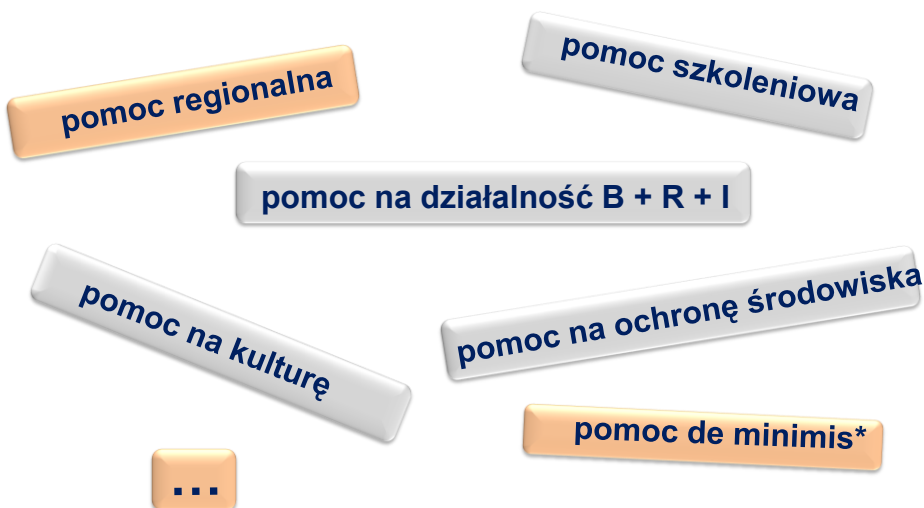 pomoc regionalna
pomoc szkoleniowa
pomoc na działalność B + R + I
pomoc na kulturę
pomoc na ochronę środowiska
pomoc de minimis*
...